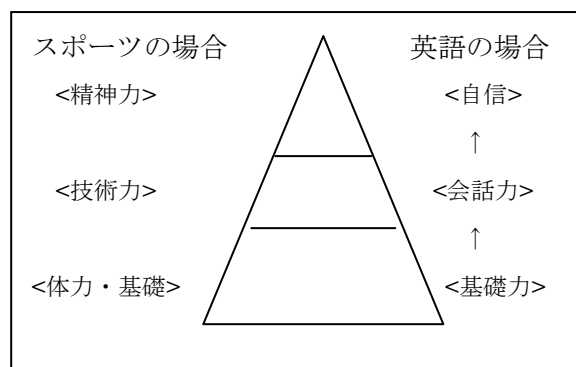 スポーツの場合
英語の場合
<精神力>
<自信>
↑
<技術力>
<会話力>
↑
<体力・基礎>
<基礎力>